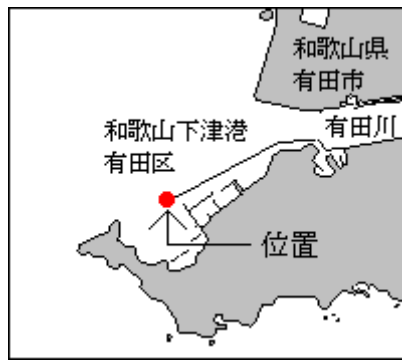 和歌山県
有田市
有田川
和歌山下津港
有田区
位置